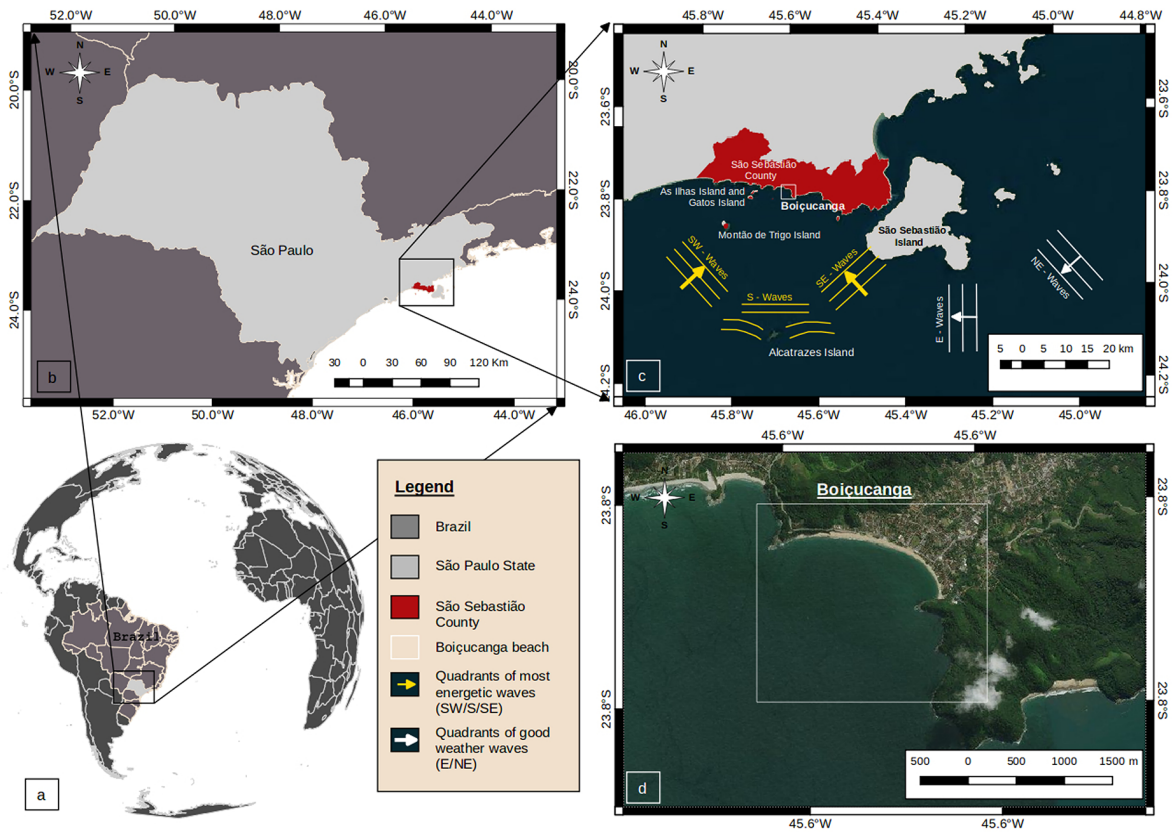 52.0°W 50.0°W 48.0°W 46.0°W 44.0°W
N
W E
S
20.0°S
22.0°S
24.0°S
20.0°S
22.0°S
24.0°S
São Paulo
30 0 30 60 90 120 Km
b
52.0°W 50.0°W 48.0°W 46.0°W 44.0°W
45.8°W 45.6°W 45.4°W 45.2°W 45.0°W 44.8°W
N
W E
S
23.6°S
23.8°S
24.0°S
24.2°S
23.6°S
23.8°S
24.0°S
24.2°S
São Sebastião
County
As Ilhas Island and
Gatos Island
Boiçucanga
Montão de Trigo Island
São Sebastião
Island
SW - Waves
SE - Waves
S - Waves
NE - Waves
E - Waves
Alcatrazes Island
5 0 5 10 15 20 km
c
46.0°W 45.8°W 45.6°W 45.4°W 45.2°W 45.0°W
Brazil
a
Legend
Brazil
São Paulo State
São Sebastião
County
Boiçucanga beach
Quadrants of most
energetic waves
(SW/S/SE)
Quadrants of good
weather waves
(E/NE)
45.6°W 45.6°W
N
W E
S
Boiçucanga
23.8°S
23.8°S
23.8°S
23.8°S
500 0 500 1000 1500 m
d
45.6°W 45.6°W